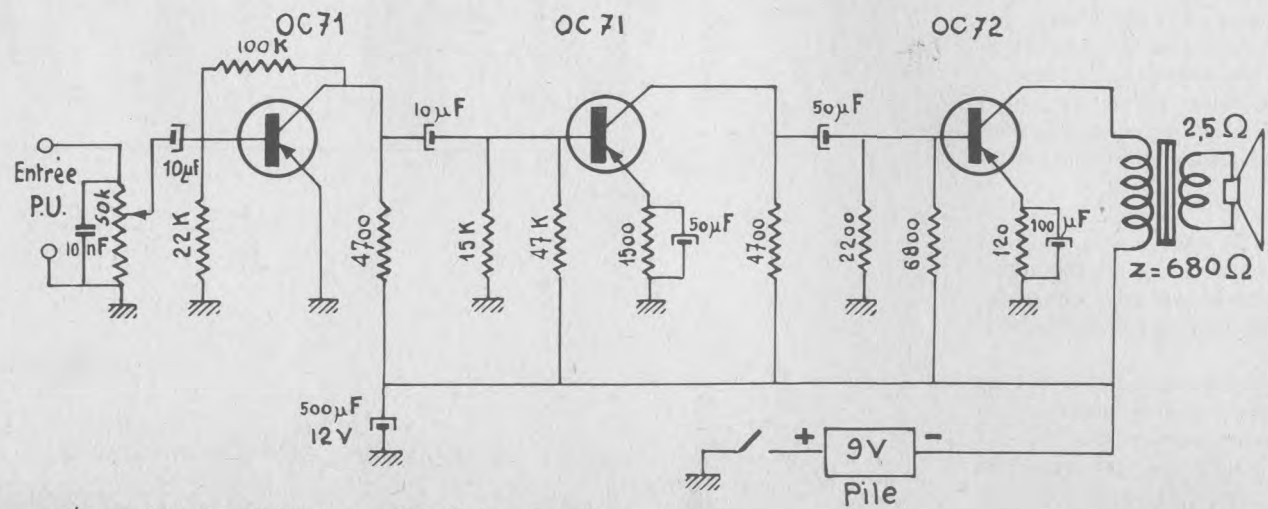 OC71
OC71
OC72
100K
10µF
50µF
2,5Ω
Entrée
P.U.
10µF
50k
10nF
22K
4700
15K
47K
1500
50µF
4700
2200
6800
120
100µF
z=680Ω
500µF
12V
+
9V
-
Pile